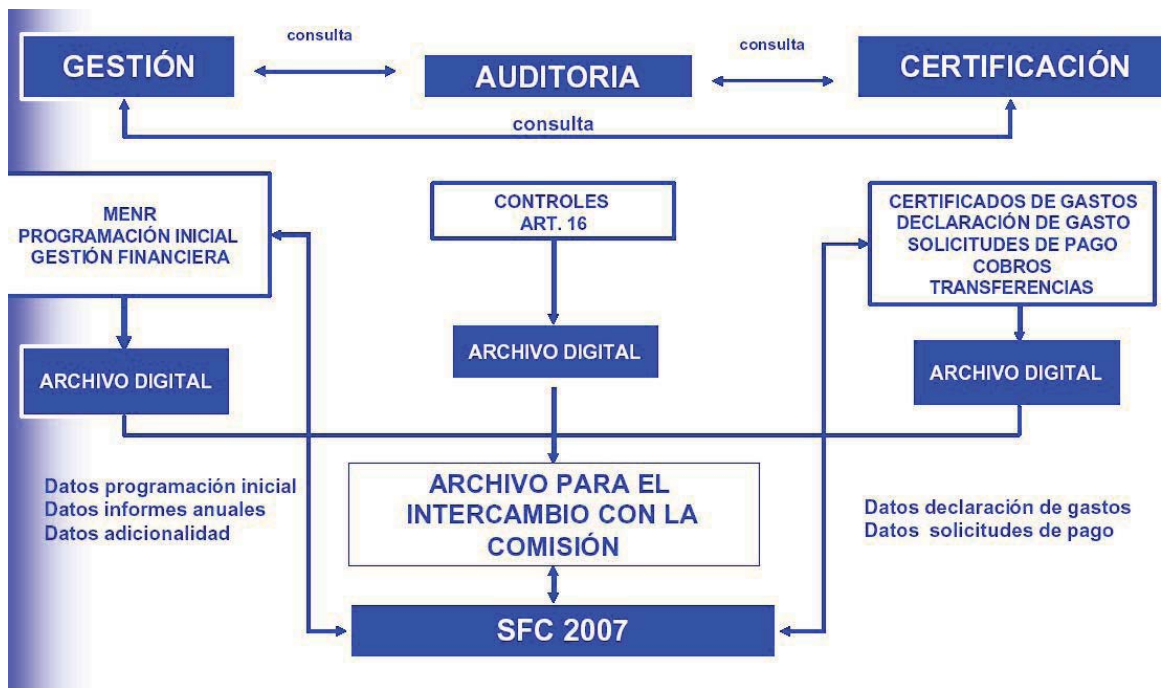 consulta
consulta
GESTIÓN
AUDITORIA
CERTIFICACIÓN
consulta
MENR
PROGRAMACIÓN INICIAL
GESTIÓN FINANCIERA
CONTROLES
ART. 16
CERTIFICADOS DE GASTOS
DECLARACIÓN DE GASTO
SOLICITUDES DE PAGO
COBROS
TRANSFERENCIAS
ARCHIVO DIGITAL
ARCHIVO DIGITAL
ARCHIVO DIGITAL
Datos programación inicial
Datos informes anuales
Datos adicionalidad
ARCHIVO PARA EL
INTERCAMBIO CON LA
COMISIÓN
Datos declaración de gastos
Datos solicitudes de pago
SFC 2007